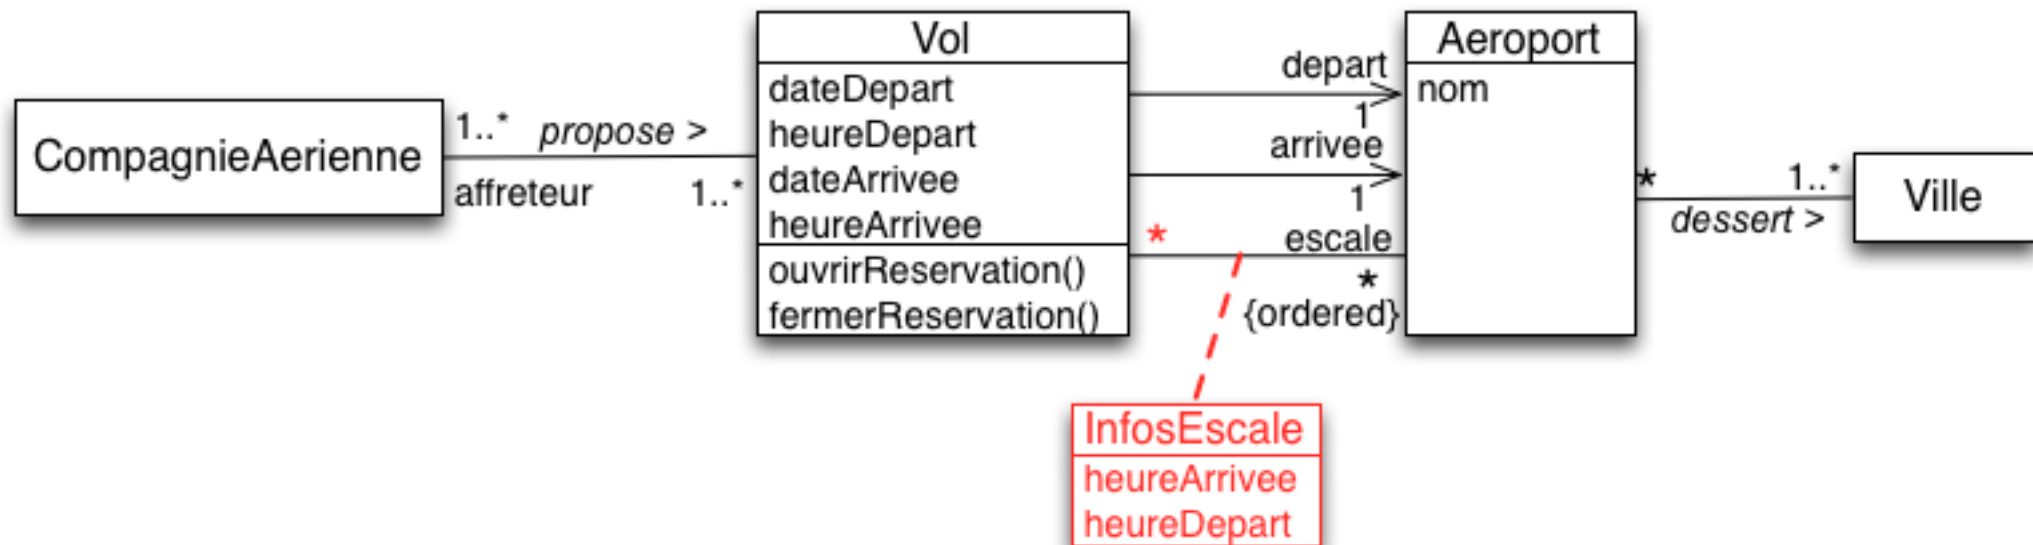 CompagnieAerienne
1..* propose >
affreteur 1..*
Vol
dateDepart
heureDepart
dateArrivee
heureArrivee
ouvrirReservation()
fermerReservation()
depart
1
arrivee
1
* escale
*
{ordered}
InfosEscale
heureArrivee
heureDepart
Aeroport
nom
* 1..*
dessert >
Ville